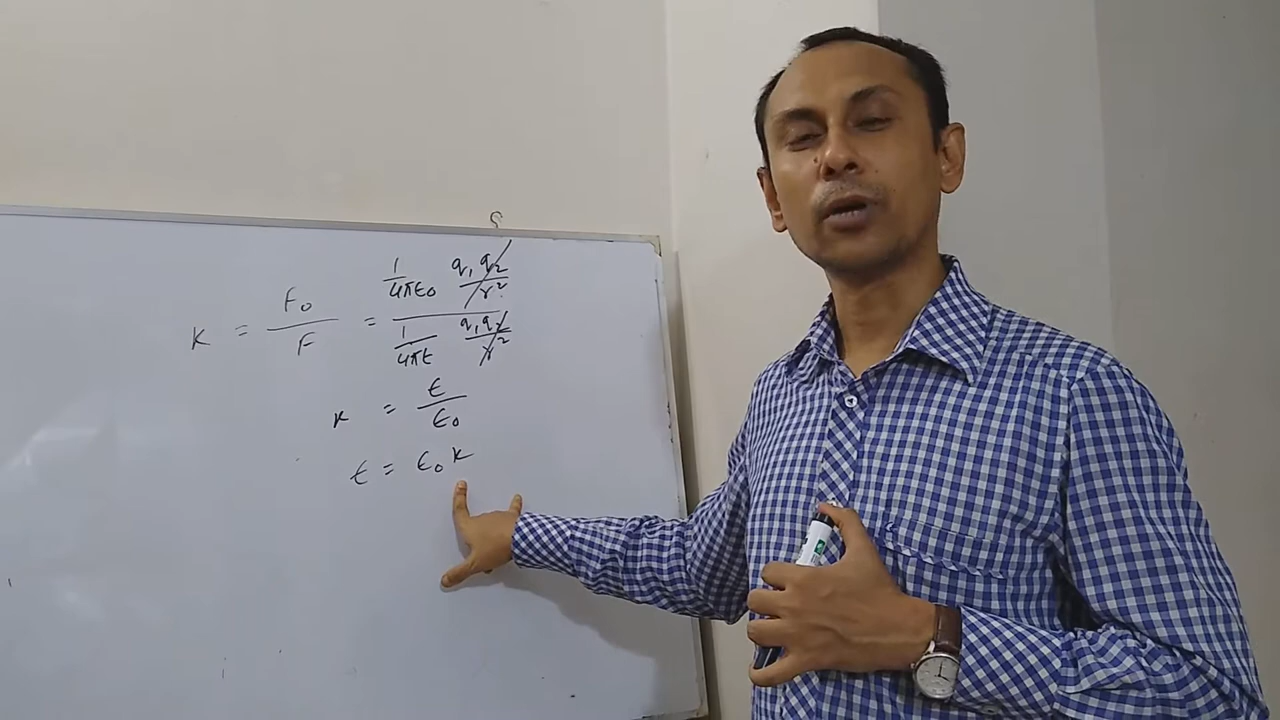 K = F₀/F = (1/4πϵ₀ q₁q₂/r²)/(1/4πϵ q₁q₂/r²)
K = ϵ/ϵ₀
ϵ = ϵ₀K